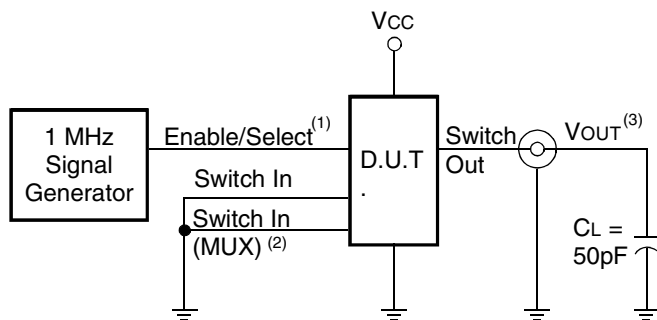 VCC
1 MHz
Signal
Generator
Enable/Select(1)
D.U.T
.
Switch
Out
VOUT(3)
Switch In
Switch In
(MUX) (2)
CL =
50pF